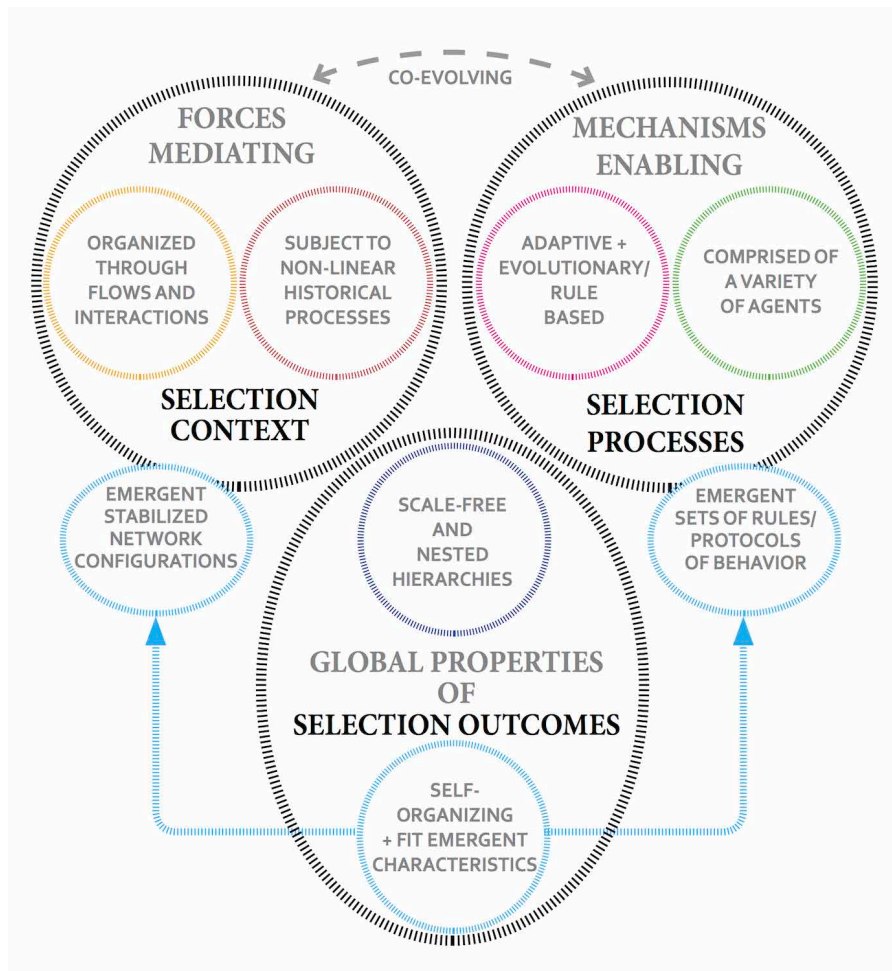 CO-EVOLVING
FORCES
MEDIATING
ORGANIZED
THROUGH
FLOWS AND
INTERACTIONS
SUBJECT TO
NON-LINEAR
HISTORICAL
PROCESSES
SELECTION
CONTEXT
MECHANISMS
ENABLING
ADAPTIVE +
EVOLUTIONARY/
RULE
BASED
COMPRISED OF
A VARIETY
OF AGENTS
SELECTION
PROCESSES
EMERGENT
STABILIZED
NETWORK
CONFIGURATIONS
SCALE-FREE
AND
NESTED
HIERARCHIES
EMERGENT
SETS OF RULES/
PROTOCOLS
OF BEHAVIOR
GLOBAL PROPERTIES
OF
SELECTION OUTCOMES
SELF-
ORGANIZING
+ FIT EMERGENT
CHARACTERISTICS